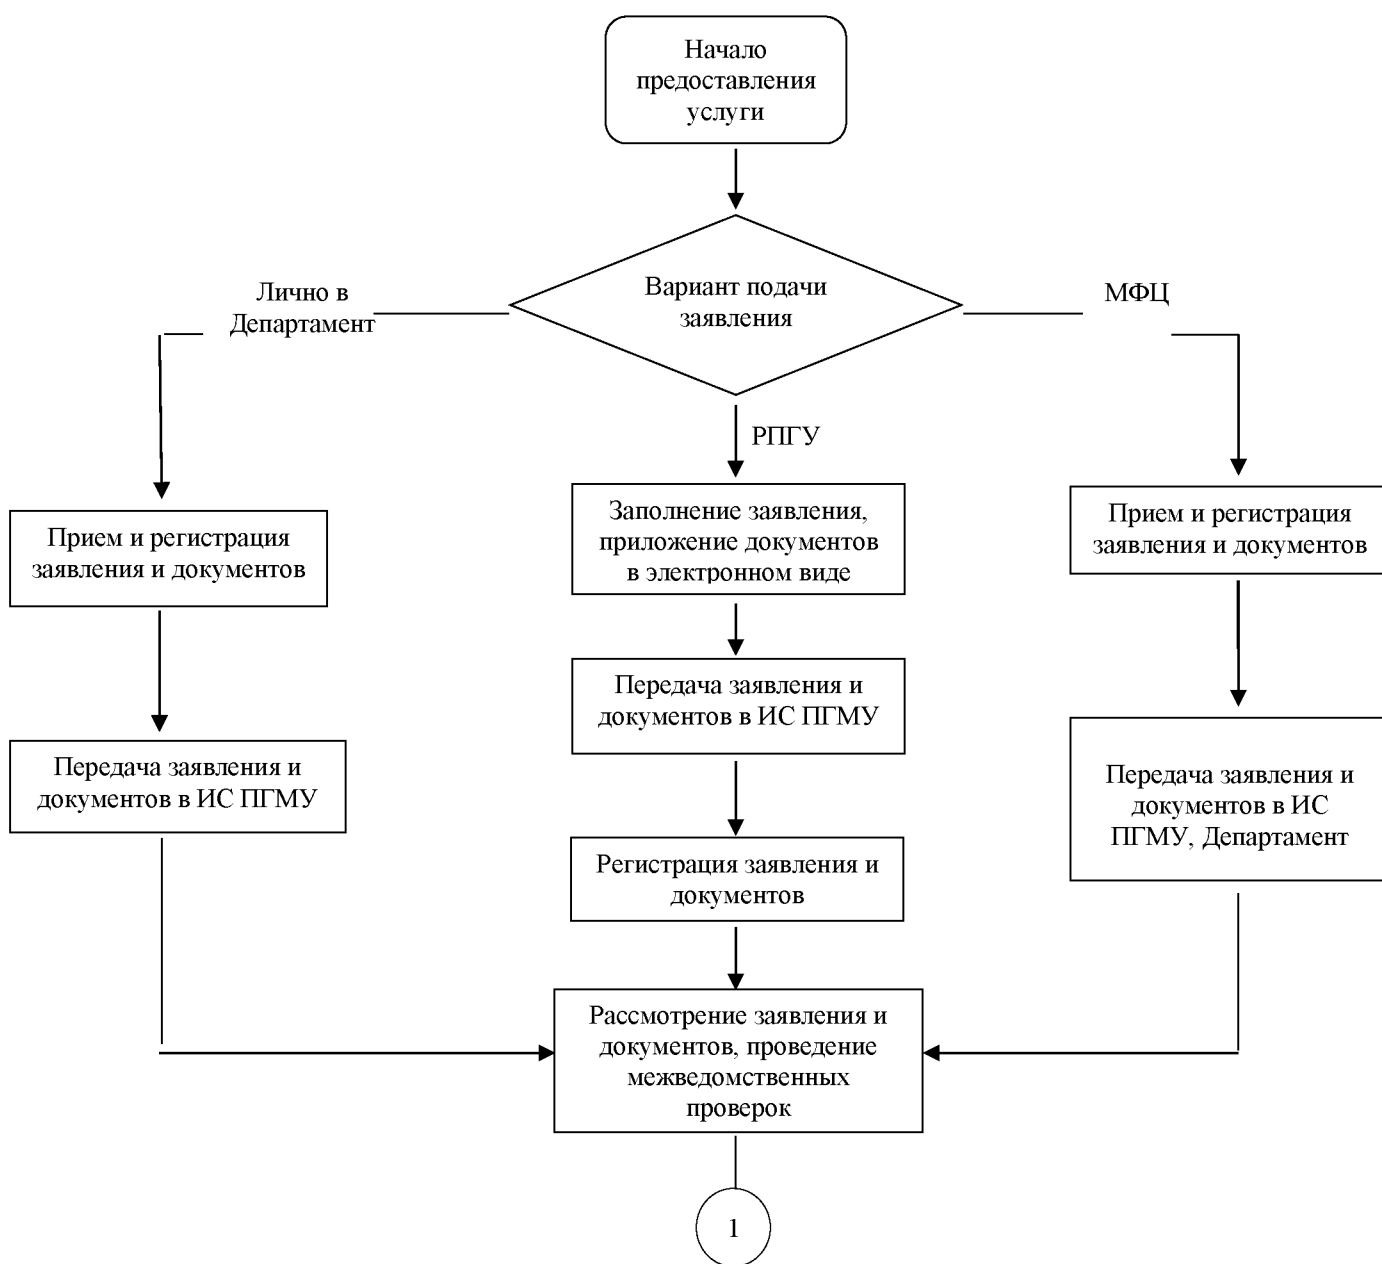 Начало
предоставления
услуги
Вариант подачи
заявления
Лично в
Департамент
МФЦ
РПГУ
Прием и регистрация
заявления и документов
Заполнение заявления,
приложение документов
в электронном виде
Прием и регистрация
заявления и документов
Передача заявления и
документов в ИС ПГМУ
Передача заявления и
документов в ИС ПГМУ
Передача заявления и
документов в ИС
ПГМУ, Департамент
Регистрация заявления и
документов
Рассмотрение заявления и
документов, проведение
межведомственных
проверок
1